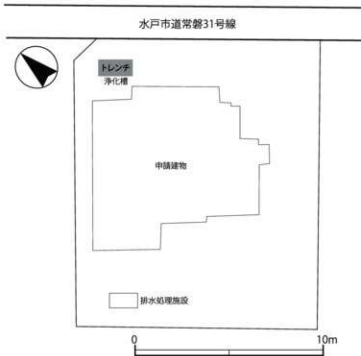 水戸市道常磐31号線
トレンチ
浄化槽
申請建物
排水処理施設
0 10m